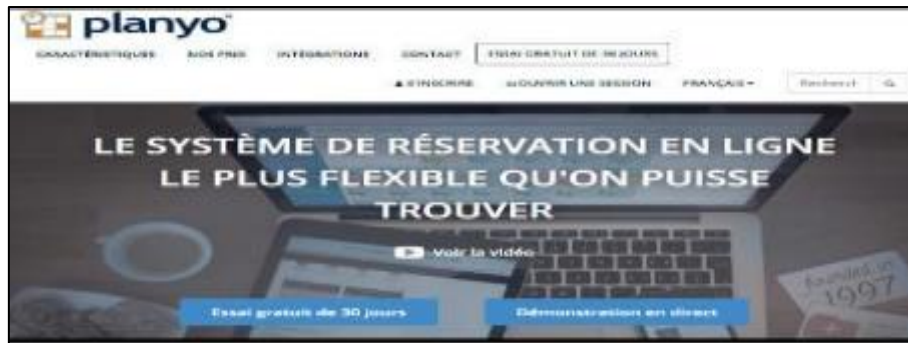 planyo
CARACTÉRISTIQUES NOS PRIX INTÉGRATIONS CONTACT ESSAI GRATUIT DE 30 JOURS
S'INSCRIRE OUVRIR UNE SESSION FRANÇAIS
LE SYSTÈME DE RÉSERVATION EN LIGNE
LE PLUS FLEXIBLE QU'ON PUISSE
TROUVER
Voir la vidéo
founded in
1997
Essai gratuit de 30 jours Démonstration en direct